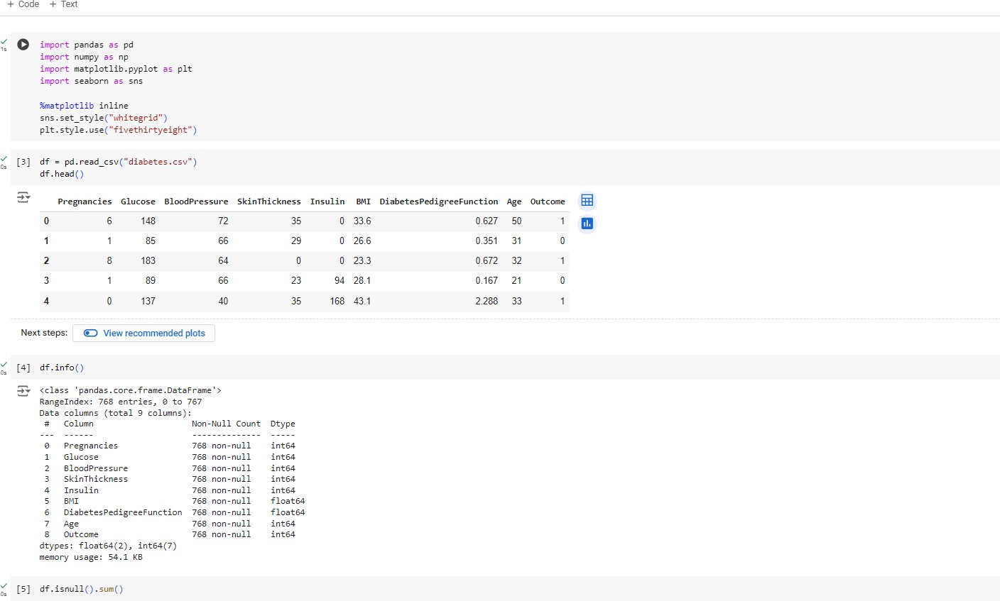 + Code + Text
1s
import pandas as pd
import numpy as np
import matplotlib.pyplot as plt
import seaborn as sns
%matplotlib inline
sns.set_style("whitegrid")
plt.style.use("fivethirtyeight")
0s
[3] df = pd.read_csv("diabetes.csv")
df.head()
Pregnancies Glucose BloodPressure SkinThickness Insulin BMI DiabetesPedigreeFunction Age Outcome
0 6 148 72 35 0 33.6 0.627 50 1
1 1 85 66 29 0 26.6 0.351 31 0
2 8 183 64 0 0 23.3 0.672 32 1
3 1 89 66 23 94 28.1 0.167 21 0
4 0 137 40 35 168 43.1 2.288 33 1
Next steps: View recommended plots
0s
[4] df.info()
<class 'pandas.core.frame.DataFrame'>
RangeIndex: 768 entries, 0 to 767
Data columns (total 9 columns):
# Column Non-Null Count Dtype
--- ------ -------------- -----
0 Pregnancies 768 non-null int64
1 Glucose 768 non-null int64
2 BloodPressure 768 non-null int64
3 SkinThickness 768 non-null int64
4 Insulin 768 non-null int64
5 BMI 768 non-null float64
6 DiabetesPedigreeFunction 768 non-null float64
7 Age 768 non-null int64
8 Outcome 768 non-null int64
dtypes: float64(2), int64(7)
memory usage: 54.1 KB
0s
[5] df.isnull().sum()